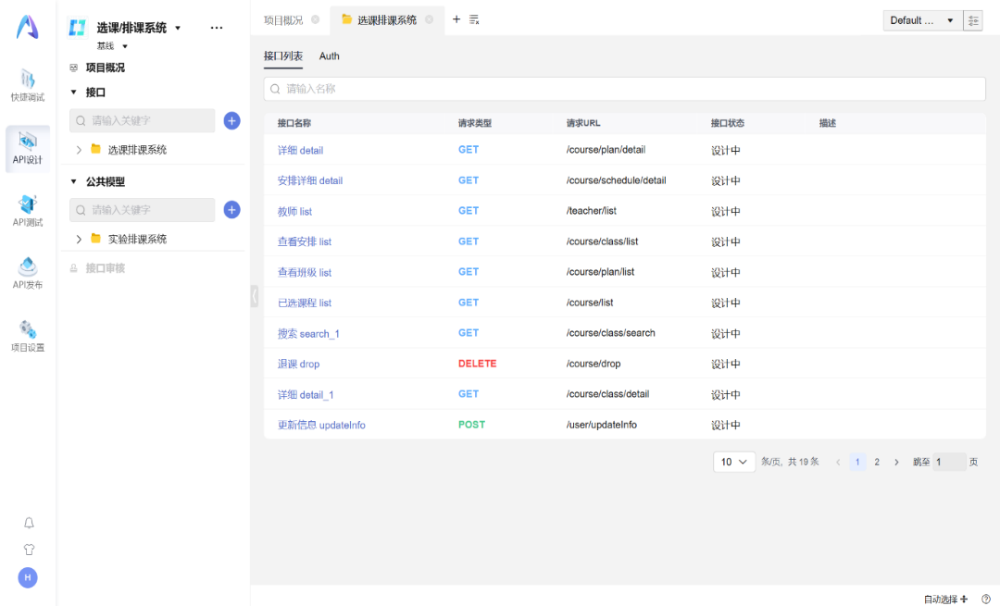 快捷调试
API设计
API测试
API发布
项目设置
H
选课/排课系统
基线
项目概况
接口
请输入关键字
选课排课系统
公共模型
请输入关键字
实验排课系统
接口审核
项目概况
选课排课系统
Default ...
接口列表 Auth
请输入名称
接口名称 请求类型 请求URL 接口状态 描述
详细 detail GET /course/plan/detail 设计中
安排详细 detail GET /course/schedule/detail 设计中
教师 list GET /teacher/list 设计中
查看安排 list GET /course/class/list 设计中
查看班级 list GET /course/plan/list 设计中
已选课程 list GET /course/list 设计中
搜索 search_1 GET /course/class/search 设计中
退课 drop DELETE /course/drop 设计中
详细 detail_1 GET /course/class/detail 设计中
更新信息 updateInfo POST /user/updateInfo 设计中
10 条/页, 共 19 条 1 2 跳至 1 页
自动选择